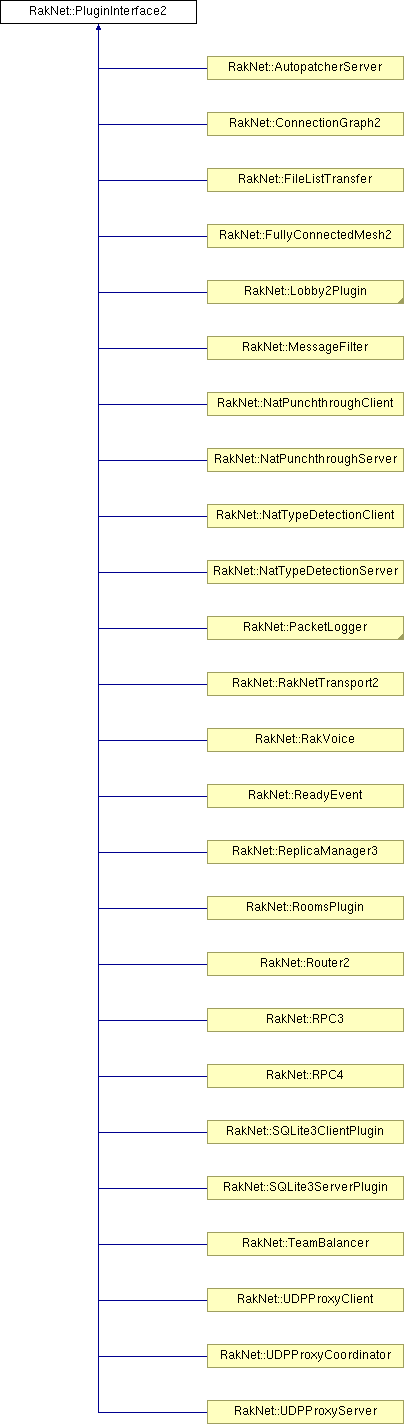 RakNet::PluginInterface2
RakNet::AutopatcherServer
RakNet::ConnectionGraph2
RakNet::FileListTransfer
RakNet::FullyConnectedMesh2
RakNet::Lobby2Plugin
RakNet::MessageFilter
RakNet::NatPunchthroughClient
RakNet::NatPunchthroughServer
RakNet::NatTypeDetectionClient
RakNet::NatTypeDetectionServer
RakNet::PacketLogger
RakNet::RakNetTransport2
RakNet::RakVoice
RakNet::ReadyEvent
RakNet::ReplicaManager3
RakNet::RoomsPlugin
RakNet::Router2
RakNet::RPC3
RakNet::RPC4
RakNet::SQLite3ClientPlugin
RakNet::SQLite3ServerPlugin
RakNet::TeamBalancer
RakNet::UDPProxyClient
RakNet::UDPProxyCoordinator
RakNet::UDPProxyServer